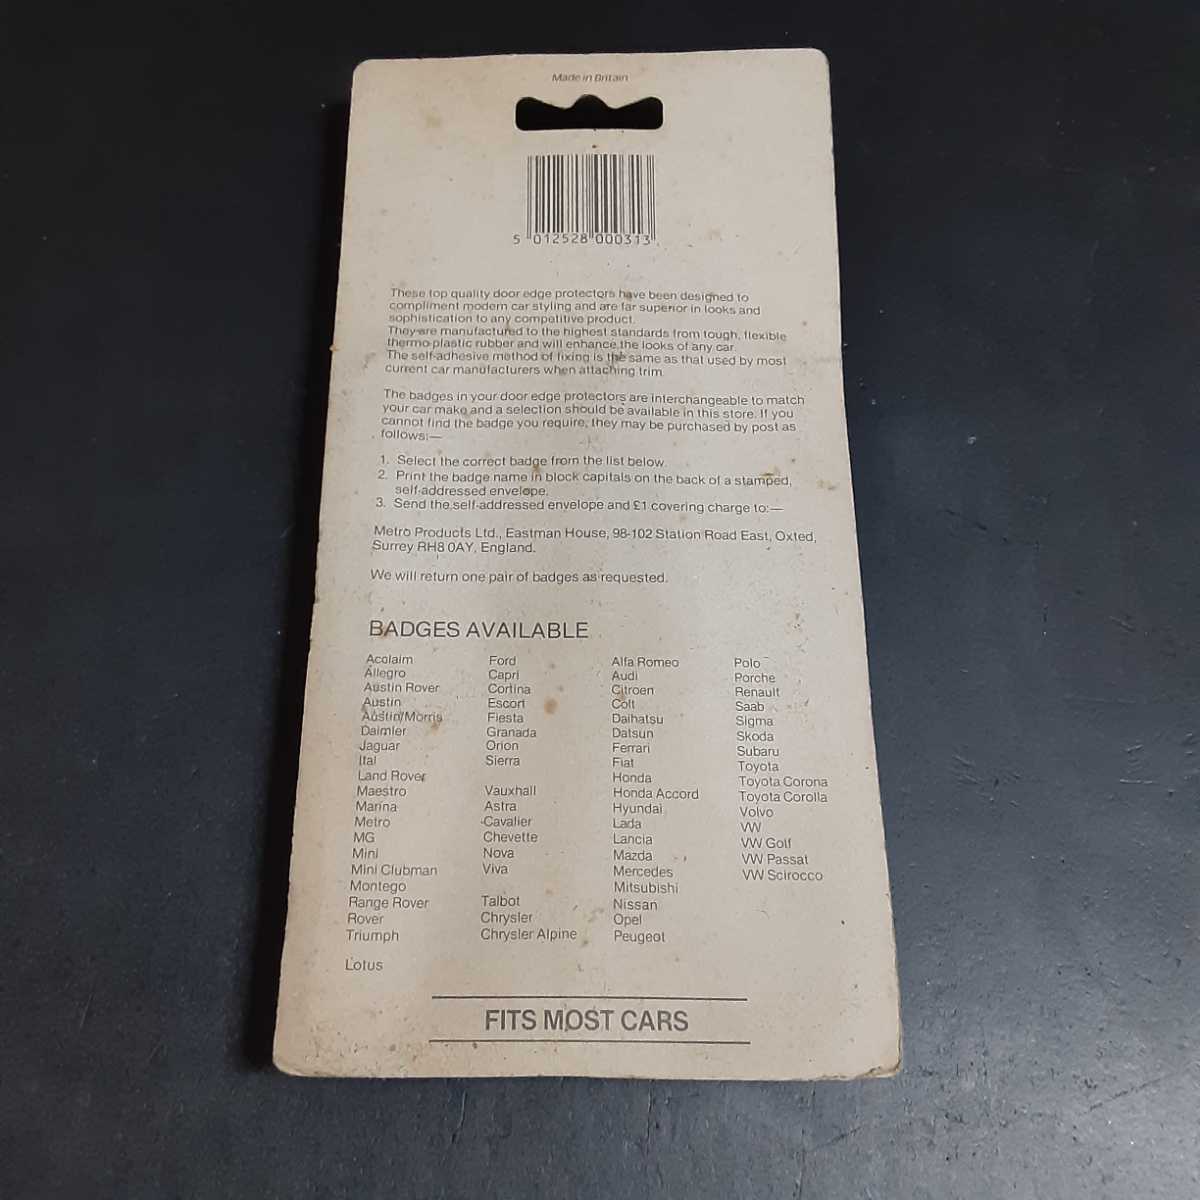 Made in Britain
5 012528 000313
These top quality door edge protectors have been designed to
compliment modern car styling and are far superior in looks and
sophistication to any competitive product.
They are manufactured to the highest standards from tough, flexible
thermo-plastic rubber and will enhance the looks of any car.
The self-adhesive method of fixing is the same as that used by most
current car manufacturers when attaching trim.
The badges in your door edge protectors are interchangeable to match
your car make and a selection should be available in this store. If you
cannot find the badge you require, they may be purchased by post as
follows:—
1. Select the correct badge from the list below.
2. Print the badge name in block capitals on the back of a stamped,
self-addressed envelope.
3. Send the self-addressed envelope and £1 covering charge to:—
Metro Products Ltd., Eastman House, 98-102 Station Road East, Oxted,
Surrey RH8 0AY, England.
We will return one pair of badges as requested.
BADGES AVAILABLE
Acclaim
Allegro
Austin Rover
Austin
Austin/Morris
Daimler
Jaguar
Ital
Land Rover
Maestro
Marina
Metro
MG
Mini
Mini Clubman
Montego
Range Rover
Rover
Triumph
Lotus
Ford
Capri
Cortina
Escort
Fiesta
Granada
Orion
Sierra
Vauxhall
Astra
Cavalier
Chevette
Nova
Viva
Talbot
Chrysler
Chrysler Alpine
Alfa Romeo
Audi
Citroen
Colt
Daihatsu
Datsun
Ferrari
Fiat
Honda
Honda Accord
Hyundai
Lada
Lancia
Mazda
Mercedes
Mitsubishi
Nissan
Opel
Peugeot
Polo
Porche
Renault
Saab
Sigma
Skoda
Subaru
Toyota
Toyota Corona
Toyota Corolla
Volvo
VW
VW Golf
VW Passat
VW Scirocco
FITS MOST CARS